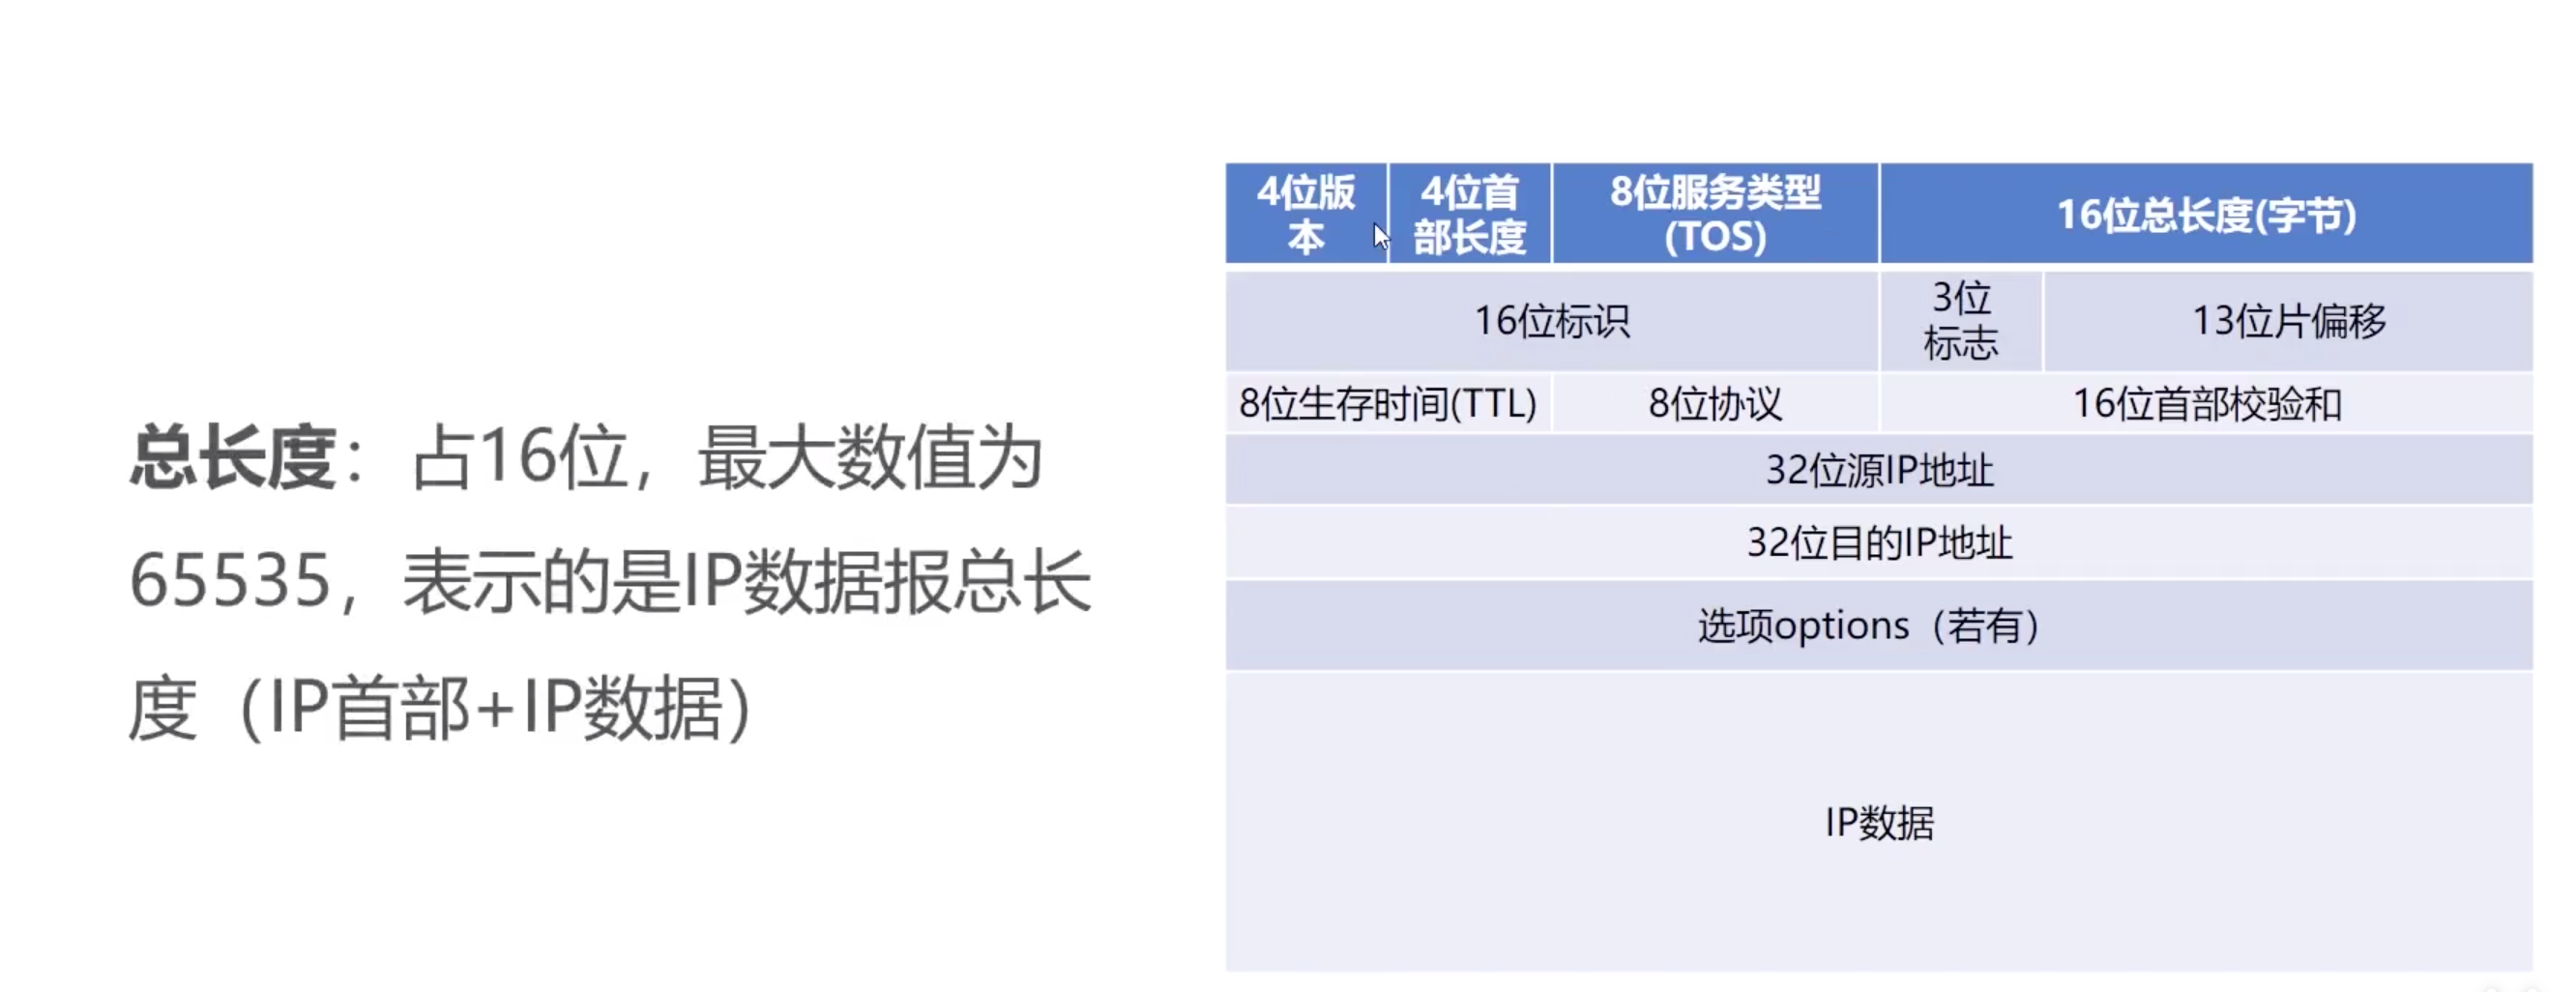 总长度：占16位，最大数值为
65535，表示的是IP数据报总长
度（IP首部+IP数据）
4位版
本
4位首
部长度
8位服务类型
(TOS)
16位总长度(字节)
16位标识
3位
标志
13位片偏移
8位生存时间(TTL)
8位协议
16位首部校验和
32位源IP地址
32位目的IP地址
选项options（若有）
IP数据